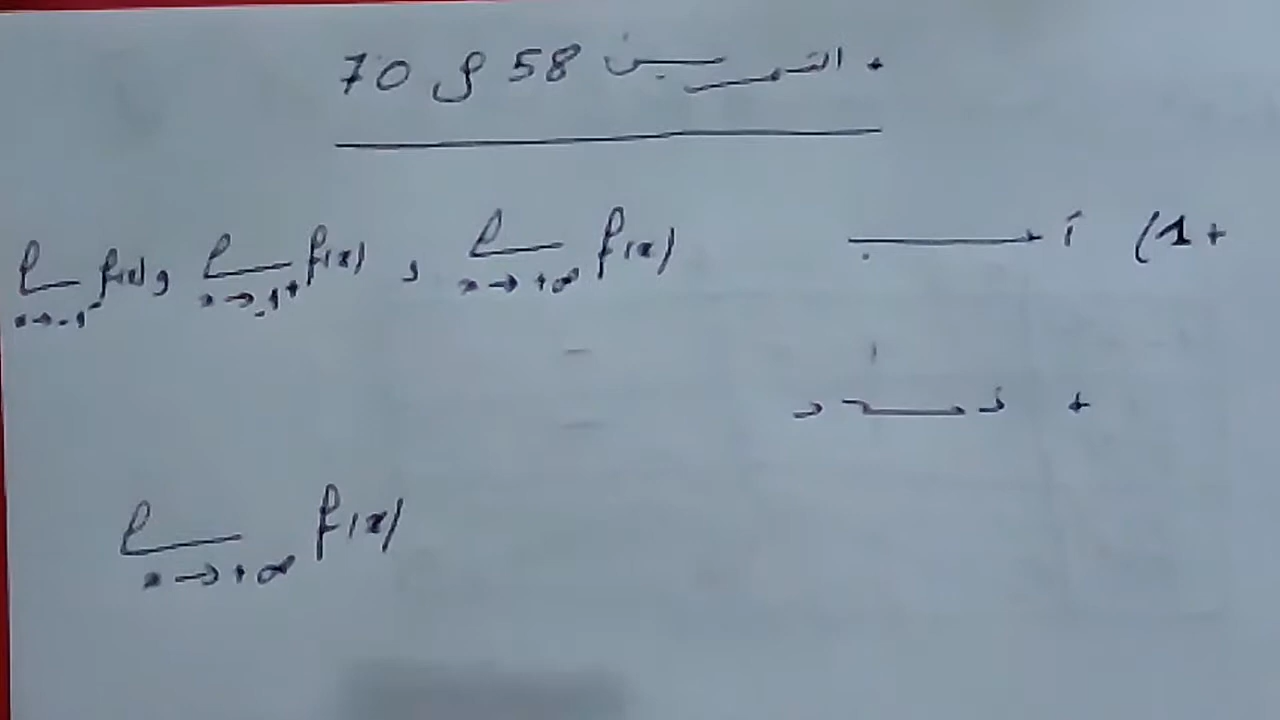 • التمرين 58 ص 70
+ 1) أ lim f(x) , lim f(x) , lim f(x)
x→+∞ x→-1⁺ x→-1⁻
+
lim f(x)
x→+∞